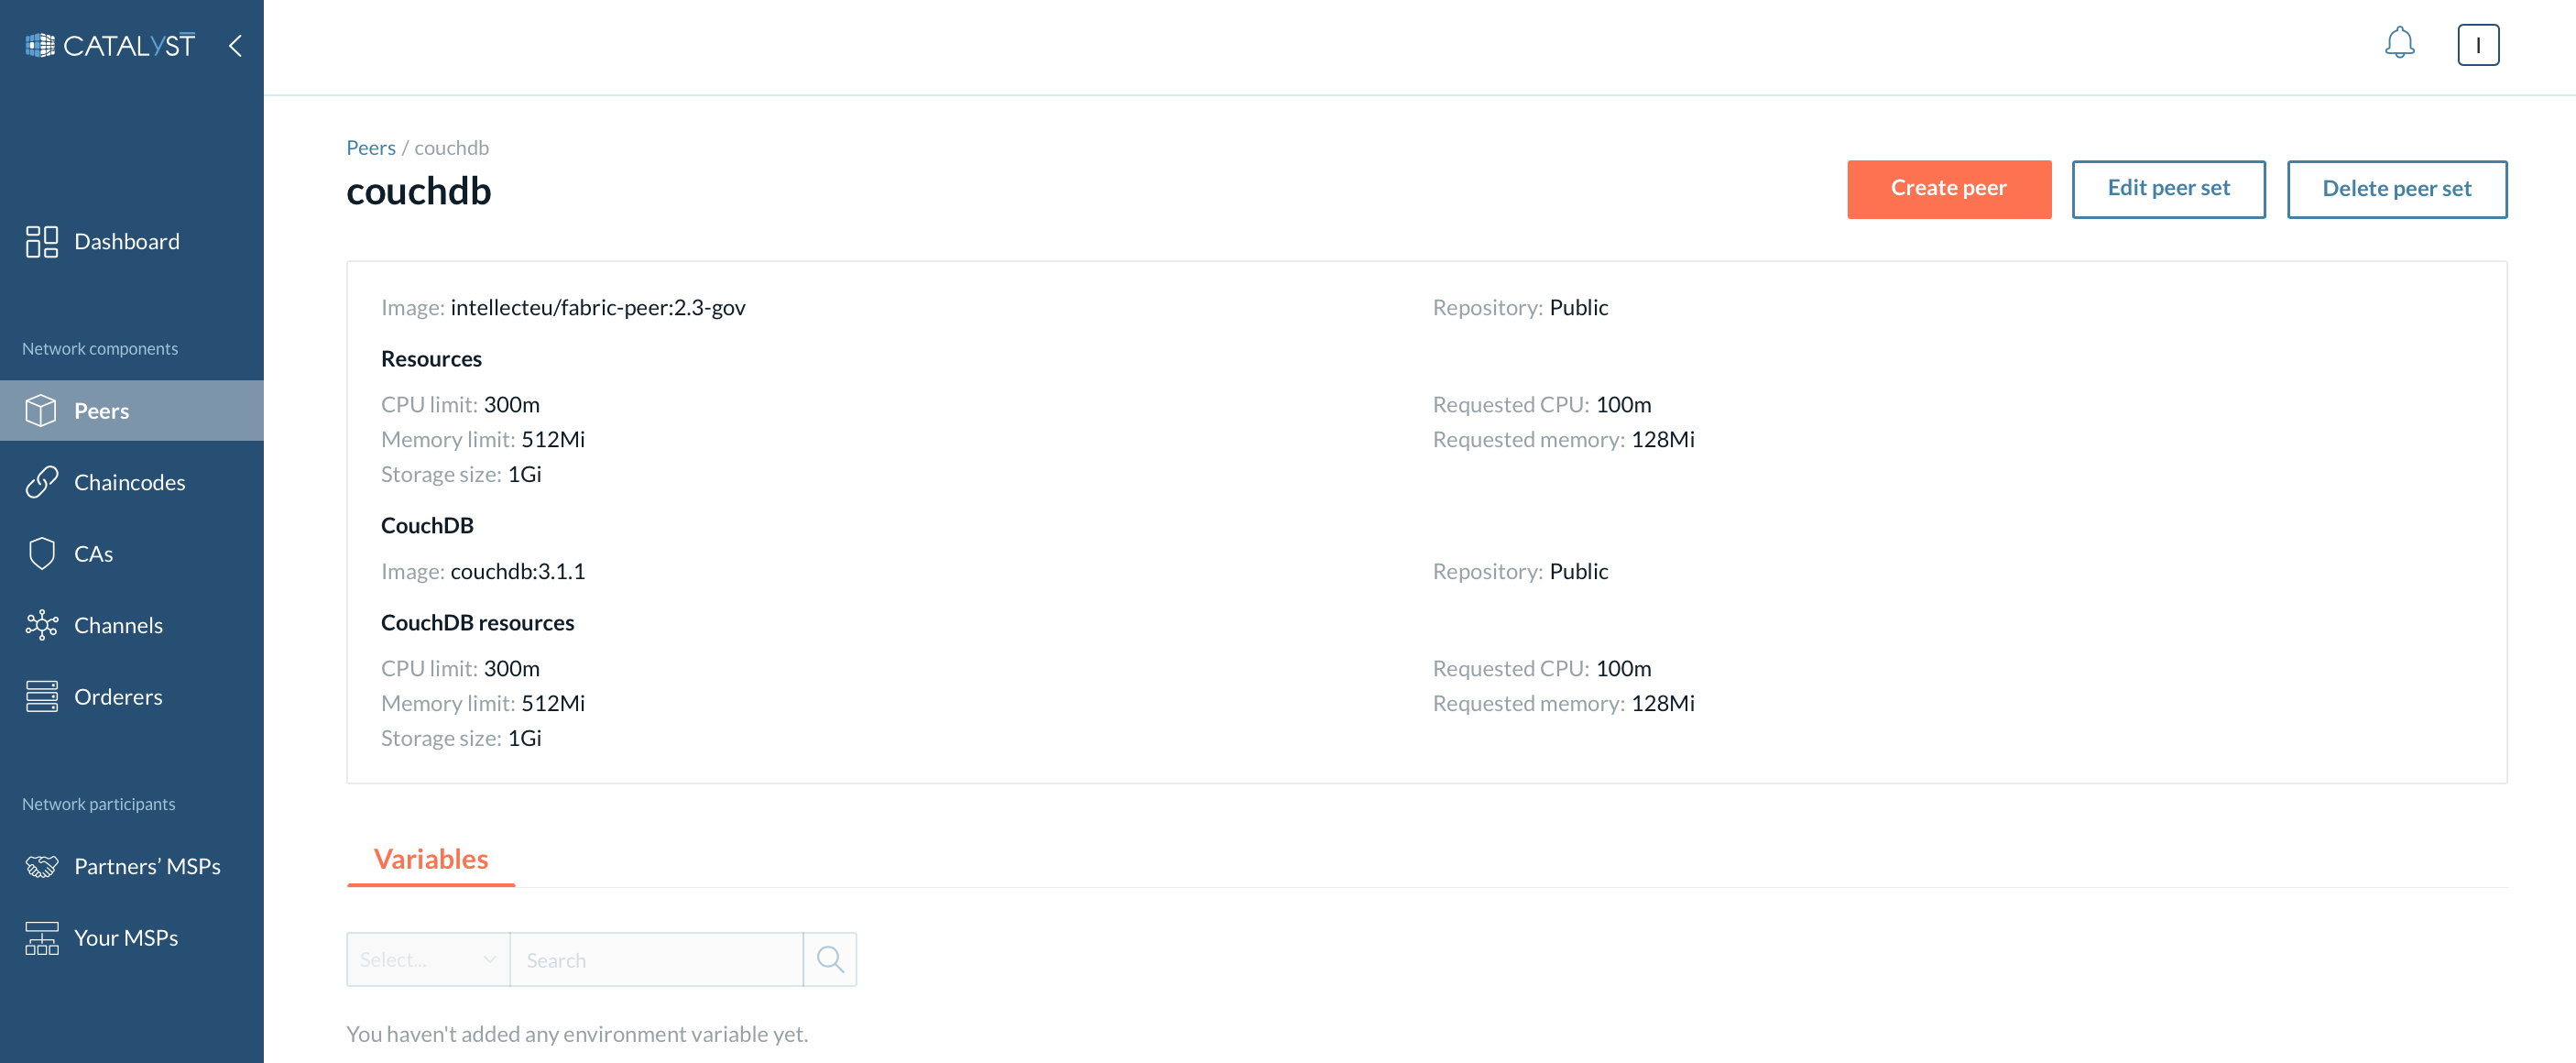 CATALYST
I
Dashboard
Network components
Peers
Chaincodes
CAs
Channels
Orderers
Network participants
Partners’ MSPs
Your MSPs
Peers / couchdb
couchdb
Create peer
Edit peer set
Delete peer set
Image: intellecteu/fabric-peer:2.3-gov
Repository: Public
Resources
CPU limit: 300m
Requested CPU: 100m
Memory limit: 512Mi
Requested memory: 128Mi
Storage size: 1Gi
CouchDB
Image: couchdb:3.1.1
Repository: Public
CouchDB resources
CPU limit: 300m
Requested CPU: 100m
Memory limit: 512Mi
Requested memory: 128Mi
Storage size: 1Gi
Variables
Select...
Search
You haven't added any environment variable yet.